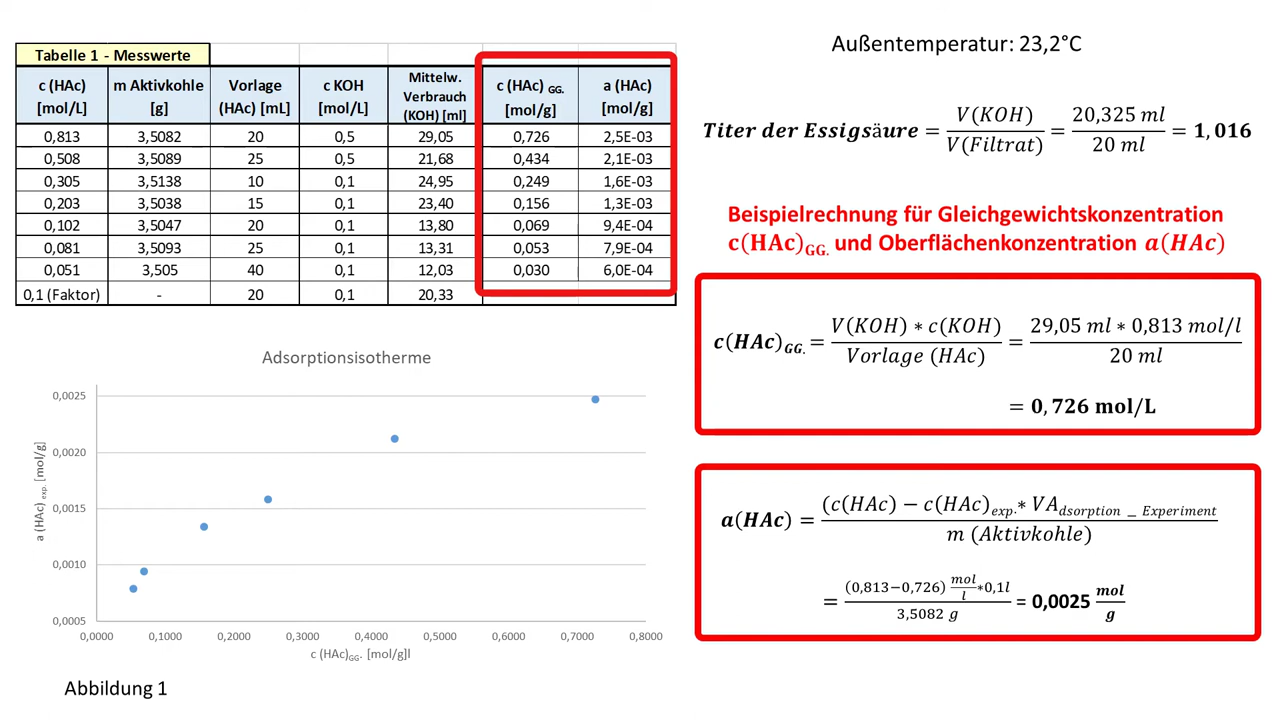 Tabelle 1 - Messwerte
c (HAc) [mol/L] | m Aktivkohle [g] | Vorlage (HAc) [mL] | c KOH [mol/L] | Mittelw. Verbrauch (KOH) [ml] | c (HAc) GG. [mol/g] | a (HAc) [mol/g]
0,813 | 3,5082 | 20 | 0,5 | 29,05 | 0,726 | 2,5E-03
0,508 | 3,5089 | 25 | 0,5 | 21,68 | 0,434 | 2,1E-03
0,305 | 3,5138 | 10 | 0,1 | 24,95 | 0,249 | 1,6E-03
0,203 | 3,5038 | 15 | 0,1 | 23,40 | 0,156 | 1,3E-03
0,102 | 3,5047 | 20 | 0,1 | 13,80 | 0,069 | 9,4E-04
0,081 | 3,5093 | 25 | 0,1 | 13,31 | 0,053 | 7,9E-04
0,051 | 3,505 | 40 | 0,1 | 12,03 | 0,030 | 6,0E-04
0,1 (Faktor) | - | 20 | 0,1 | 20,33
Adsorptionsisotherme
a (HAc) exp. [mol/g]
0,0025
0,0020
0,0015
0,0010
0,0005
0,0000 0,1000 0,2000 0,3000 0,4000 0,5000 0,6000 0,7000 0,8000
c (HAc)GG. [mol/g]l
Abbildung 1
Außentemperatur: 23,2°C
Titer der Essigsäure = V(KOH) / V(Filtrat) = 20,325 ml / 20 ml = 1,016
Beispielrechnung für Gleichgewichtskonzentration
c(HAc)GG. und Oberflächenkonzentration a(HAc)
c(HAc)GG. = V(KOH) ∗ c(KOH) / Vorlage (HAc) = 29,05 ml ∗ 0,813 mol/l / 20 ml
= 0,726 mol/L
a(HAc) = (c(HAc) − c(HAc)exp.∗ VAdsorption _ Experiment / m (Aktivkohle)
= (0,813−0,726) mol/l ∗0,1l / 3,5082 g = 0,0025 mol/g